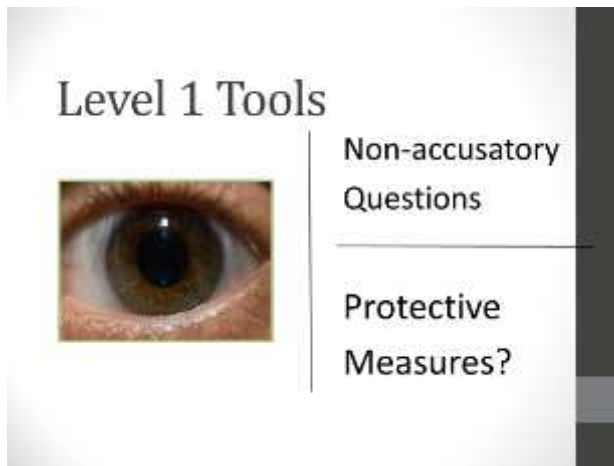 Level 1 Tools
Non-accusatory
Questions
Protective
Measures?